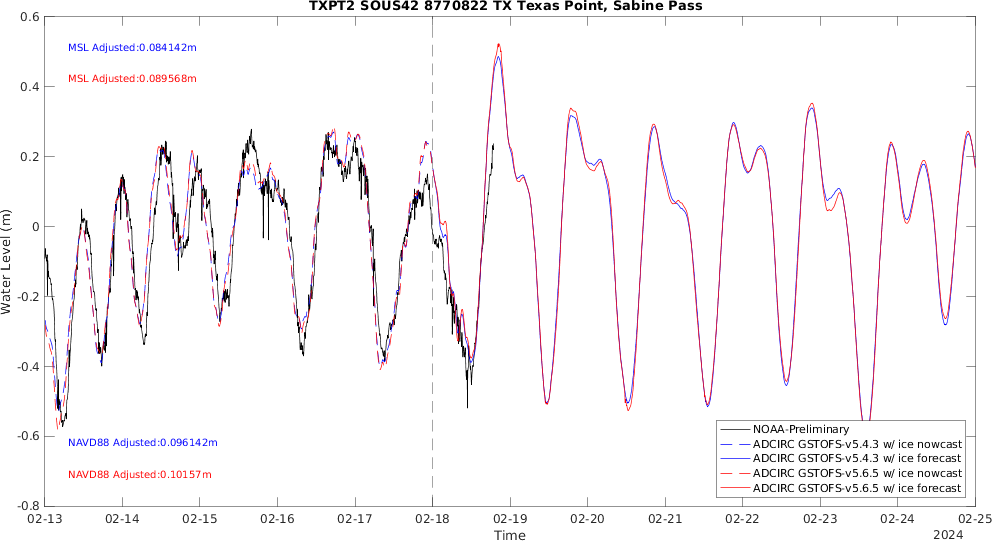 TXPT2 SOUS42 8770822 TX Texas Point, Sabine Pass
0.6
MSL Adjusted:0.084142m
MSL Adjusted:0.089568m
0.4
0.2
0
-0.2
-0.4
-0.6
-0.8
Water Level (m)
NAVD88 Adjusted:0.096142m
NAVD88 Adjusted:0.10157m
NOAA-Preliminary
ADCIRC GSTOFS-v5.4.3 w/ ice nowcast
ADCIRC GSTOFS-v5.4.3 w/ ice forecast
ADCIRC GSTOFS-v5.6.5 w/ ice nowcast
ADCIRC GSTOFS-v5.6.5 w/ ice forecast
02-13 02-14 02-15 02-16 02-17 02-18 02-19 02-20 02-21 02-22 02-23 02-24 02-25
Time
2024